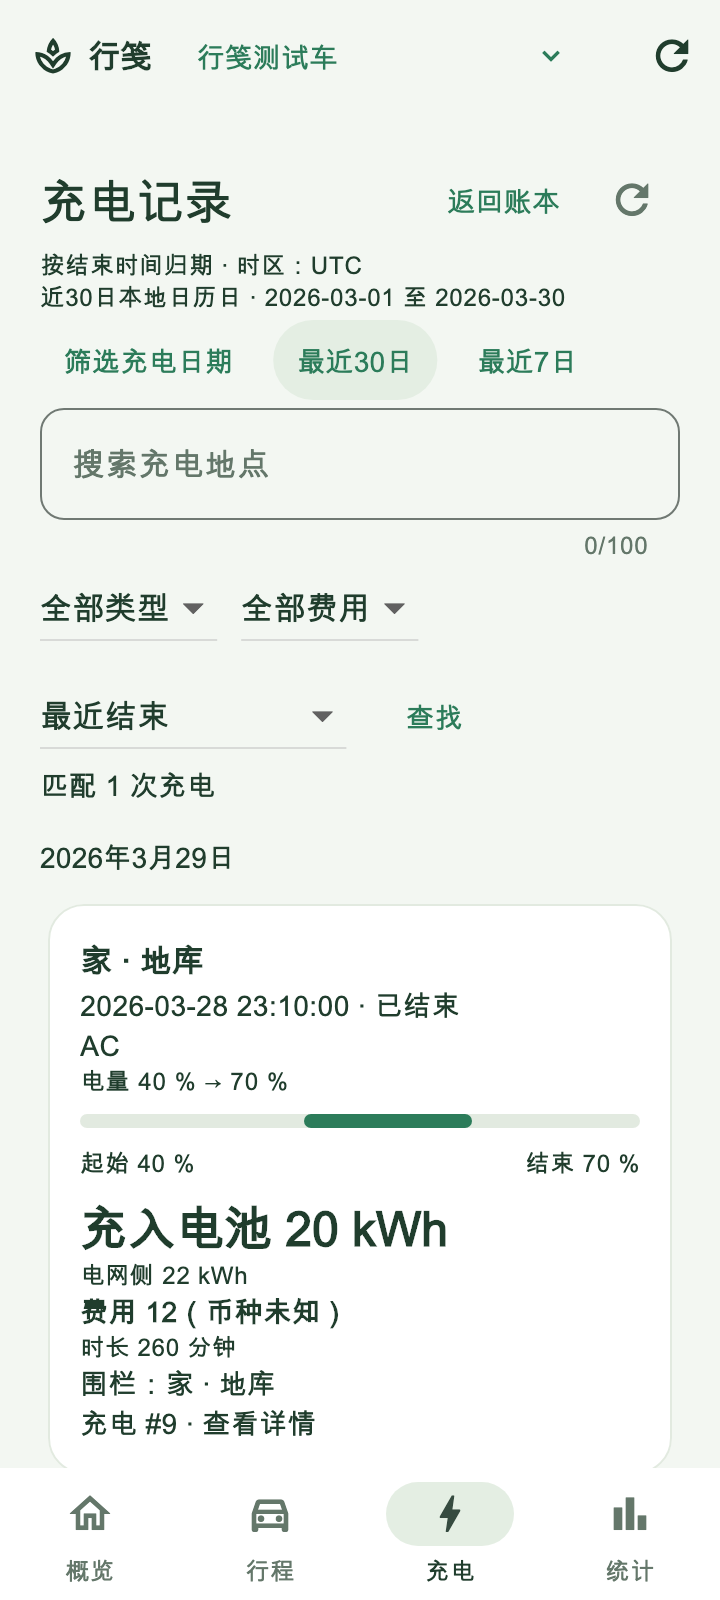 行笺 行笺测试车
充电记录 返回账本
按结束时间归期 · 时区：UTC
近30日本地日历日 · 2026-03-01 至 2026-03-30
筛选充电日期 最近30日 最近7日
搜索充电地点
0/100
全部类型 全部费用
最近结束 查找
匹配 1 次充电
2026年3月29日
家 · 地库
2026-03-28 23:10:00 · 已结束
AC
电量 40 % → 70 %
起始 40 % 结束 70 %
充入电池 20 kWh
电网侧 22 kWh
费用 12（币种未知）
时长 260 分钟
围栏：家 · 地库
充电 #9 · 查看详情
概览 行程 充电 统计